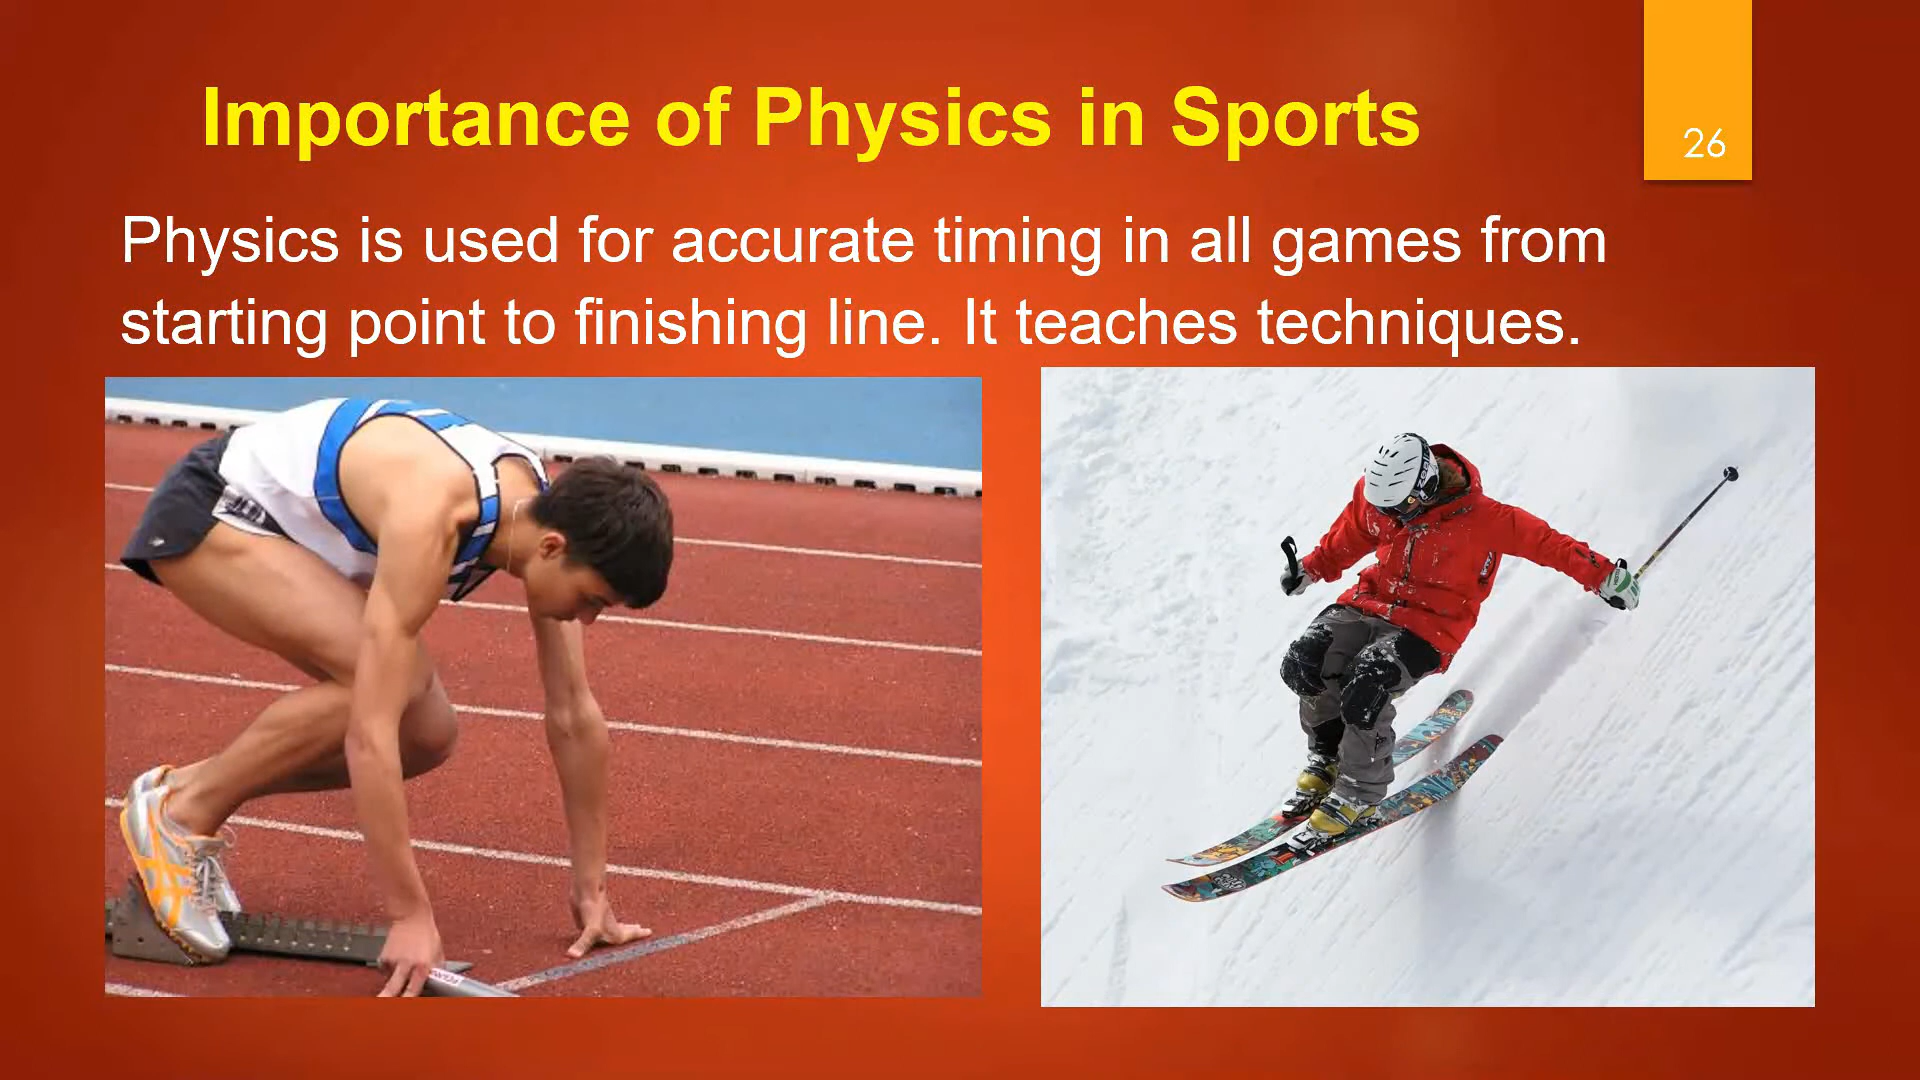 Importance of Physics in Sports
26
Physics is used for accurate timing in all games from
starting point to finishing line. It teaches techniques.